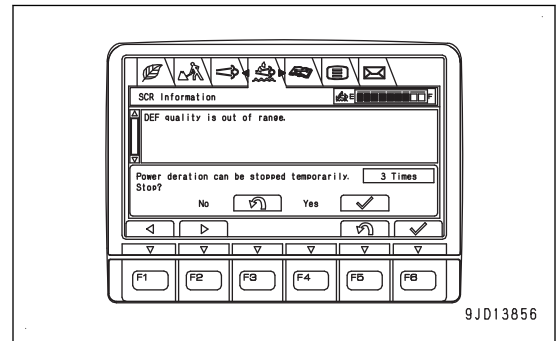 SCR Information
E F
DEF quality is out of range.
Power deration can be stopped temporarily. 3 Times
Stop?
No Yes
F1 F2 F3 F4 F5 F6
9JD13856